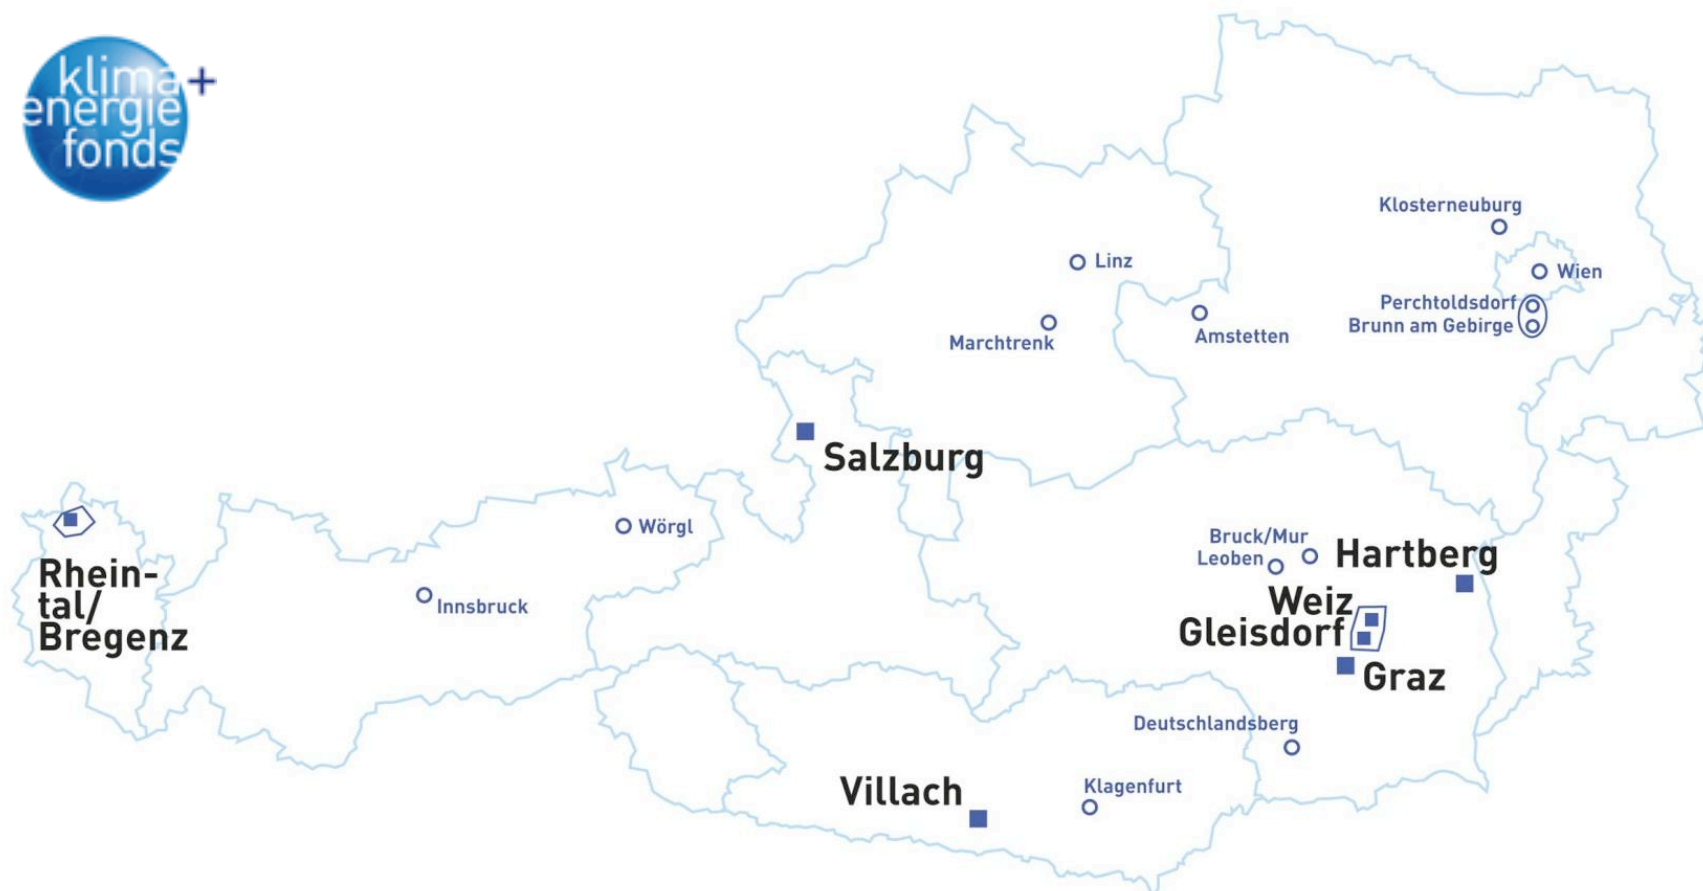 klima+
energie
fonds
Klosterneuburg
Linz
Wien
Perchtoldsdorf
Brunn am Gebirge
Marchtrenk
Amstetten
Salzburg
Wörgl
Rhein-
tal/
Bregenz
Innsbruck
Bruck/Mur
Leoben
Hartberg
Weiz
Gleisdorf
Graz
Deutschlandsberg
Villach
Klagenfurt